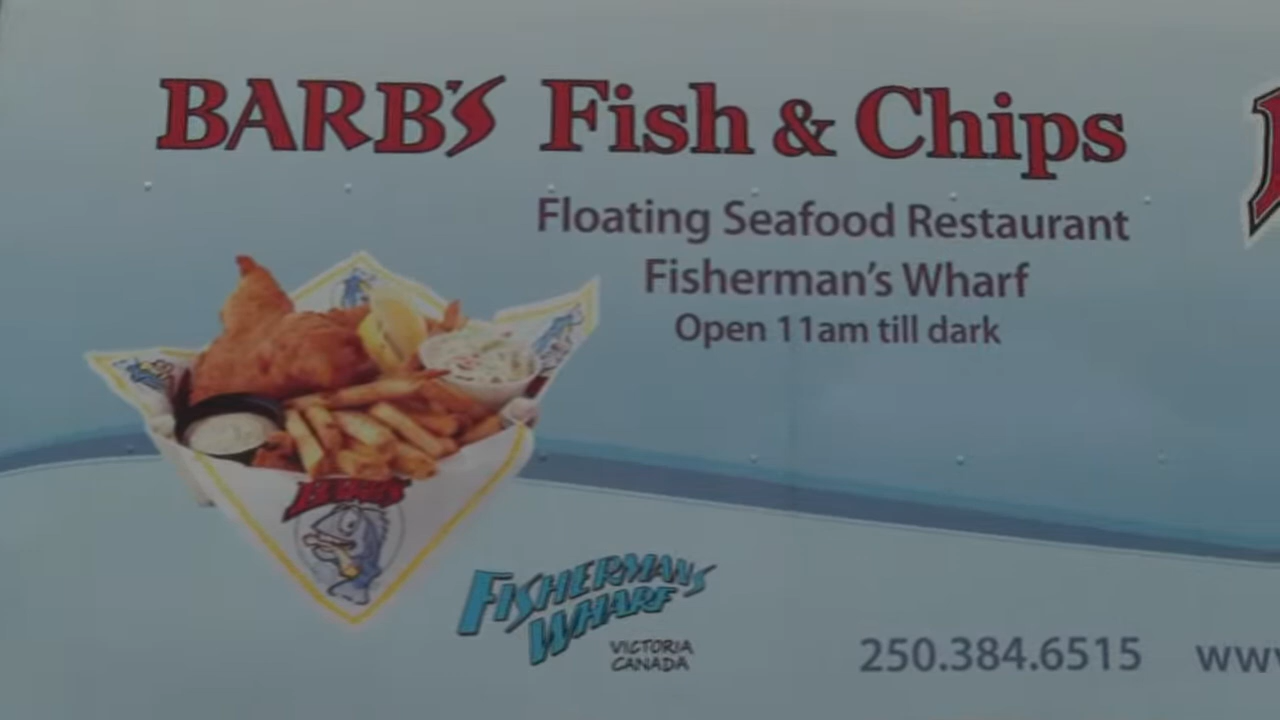 BARB'S Fish & Chips
Floating Seafood Restaurant
Fisherman's Wharf
Open 11am till dark
FISHERMAN'S
WHARF
VICTORIA
CANADA
250.384.6515